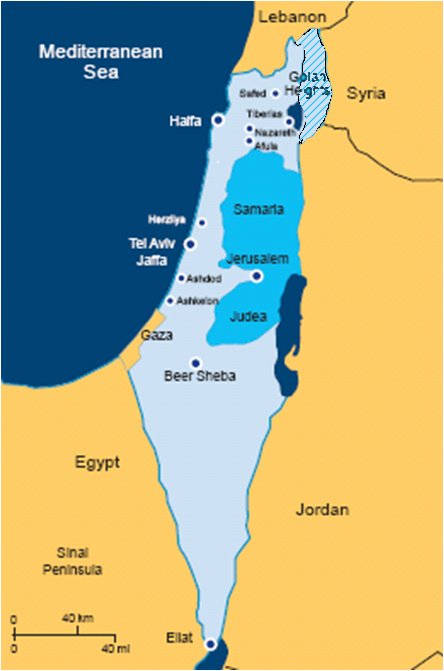 Lebanon
Mediterranean
Sea
Golan
Heights
Syria
Safed
Tiberias
Haifa
Nazareth
Afula
Samaria
Herzliya
Tel Aviv
Jaffa
Jerusalem
Ashdod
Ashkelon
Judea
Gaza
Beer Sheba
Egypt
Jordan
Sinai
Peninsula
0 40 km
0 40 mi
Eilat